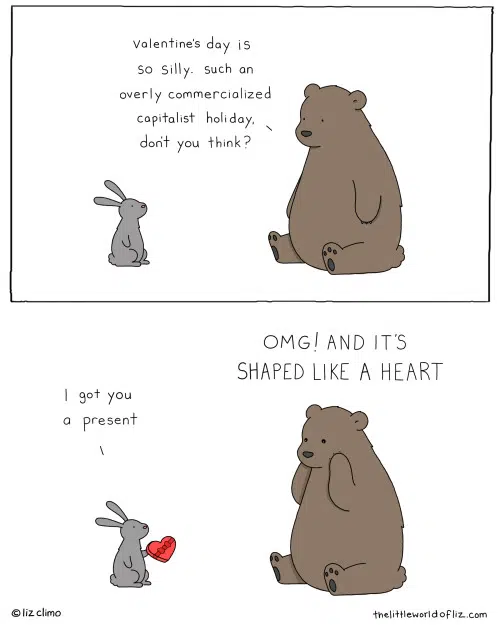 Valentine's day is
so silly. such an
overly commercialized
capitalist holiday,
don't you think?
OMG! AND IT'S
SHAPED LIKE A HEART
I got you
a present
© liz climo
thelittleworldofliz.com